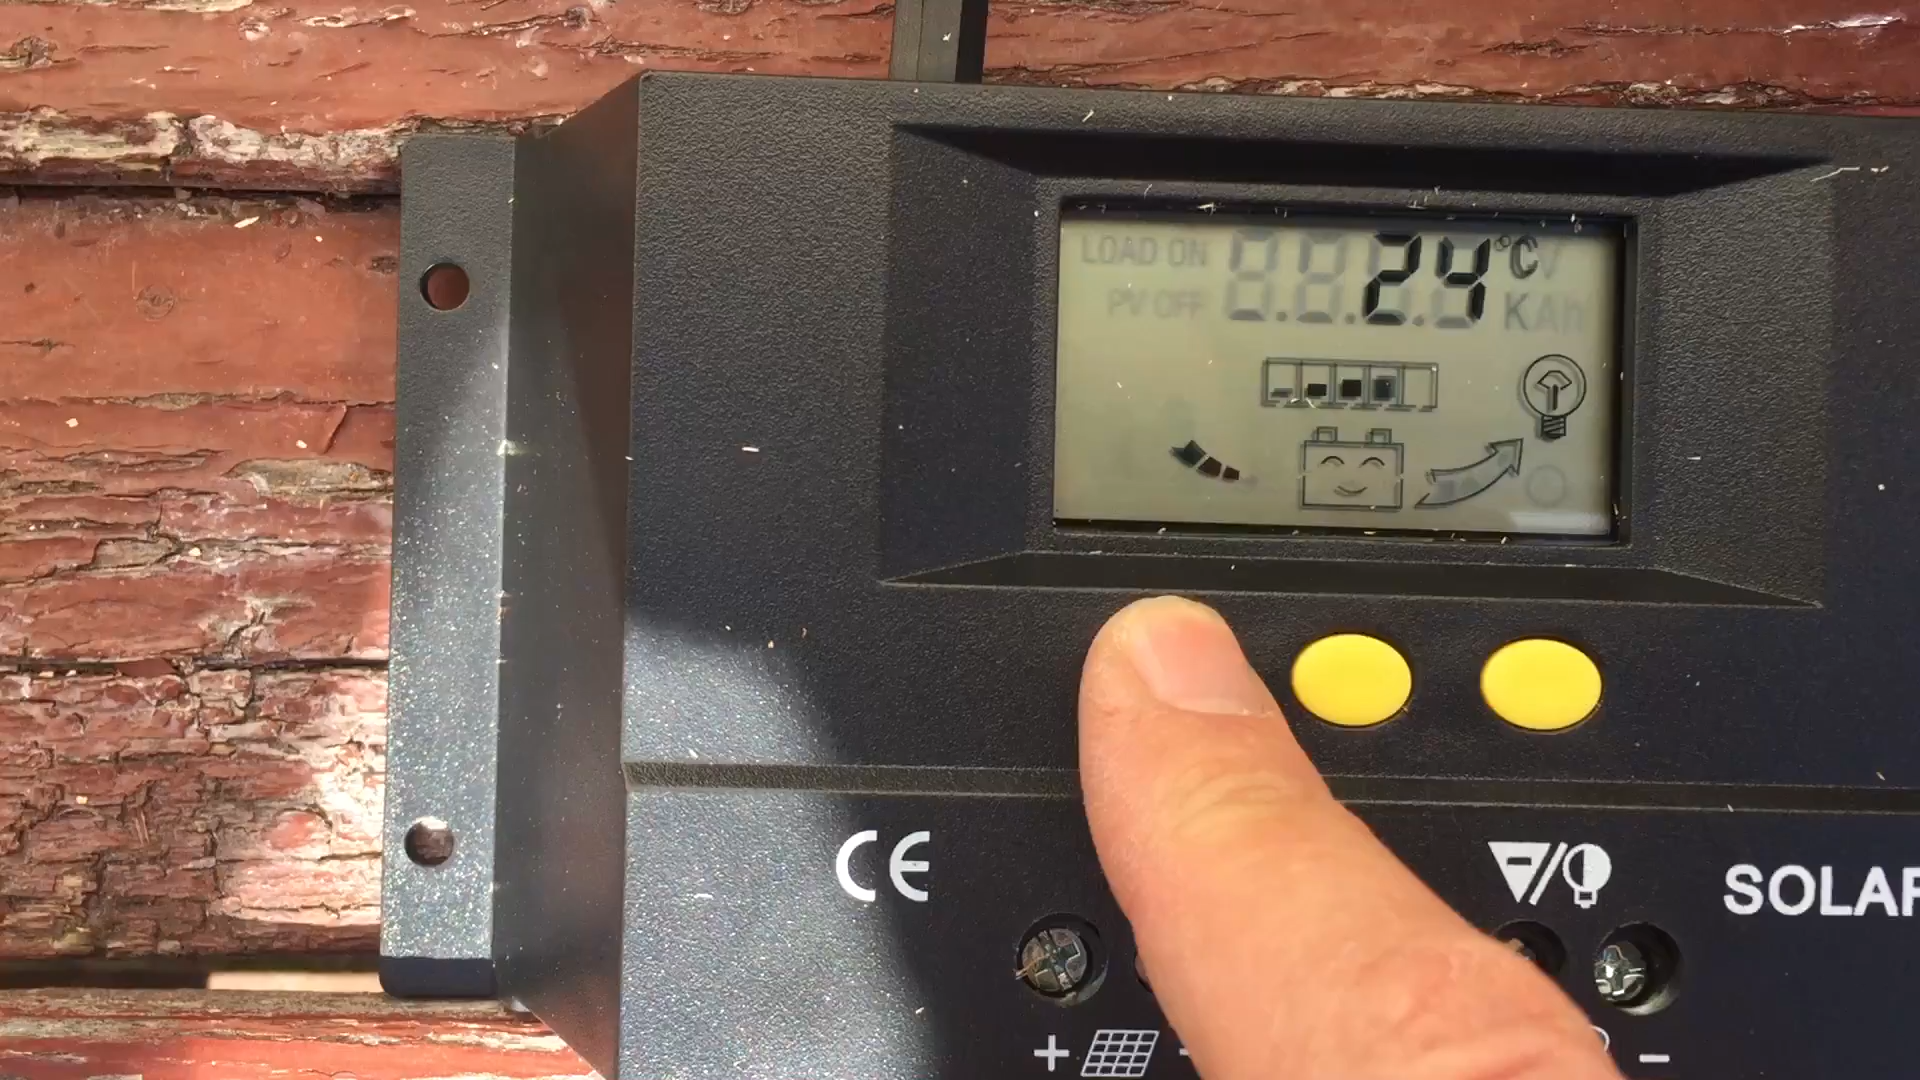 LOAD ON 24 °C V
PV OFF KAh
CE
SOLAR
+ -